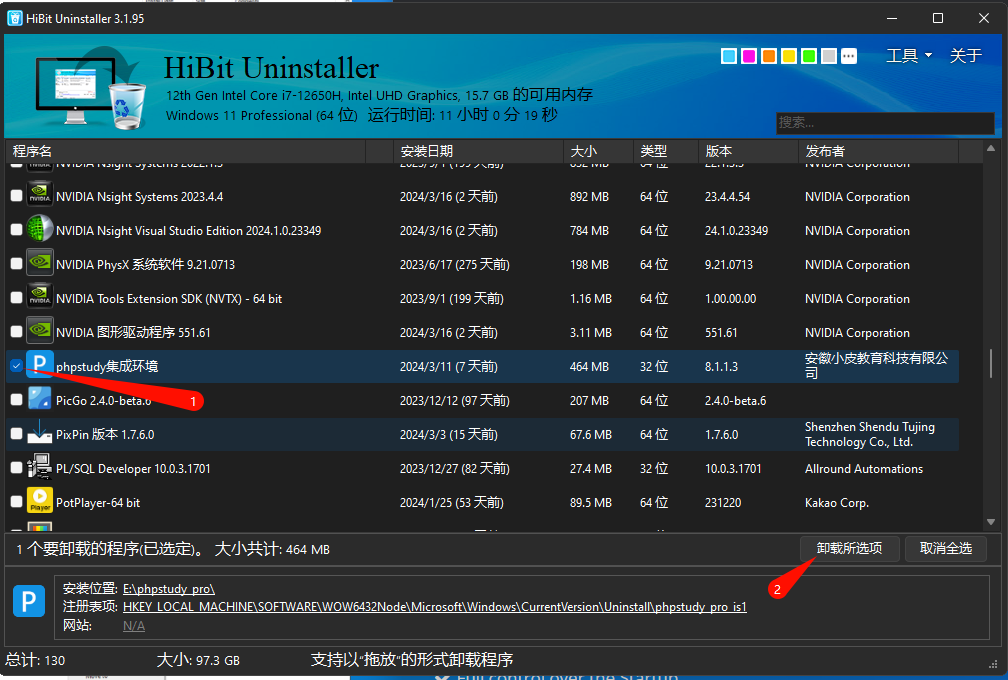 HiBit Uninstaller 3.1.95
HiBit Uninstaller
工具 关于
12th Gen Intel Core i7-12650H, Intel UHD Graphics, 15.7 GB 的可用内存
Windows 11 Professional (64 位) 运行时间: 11 小时 0 分 19 秒
搜索...
程序名 安装日期 大小 类型 版本 发布者
NVIDIA Nsight Systems 2023.4.4 2024/3/16 (2 天前) 892 MB 64 位 23.4.4.54 NVIDIA Corporation
NVIDIA Nsight Visual Studio Edition 2024.1.0.23349 2024/3/16 (2 天前) 784 MB 64 位 24.1.0.23349 NVIDIA Corporation
NVIDIA PhysX 系统软件 9.21.0713 2023/6/17 (275 天前) 198 MB 64 位 9.21.0713 NVIDIA Corporation
NVIDIA Tools Extension SDK (NVTX) - 64 bit 2023/9/1 (199 天前) 1.16 MB 64 位 1.00.00.00 NVIDIA Corporation
NVIDIA 图形驱动程序 551.61 2024/3/16 (2 天前) 3.11 MB 64 位 551.61 NVIDIA Corporation
phpstudy集成环境 2024/3/11 (7 天前) 464 MB 32 位 8.1.1.3 安徽小皮教育科技有限公
司
1
PicGo 2.4.0-beta.6 2023/12/12 (97 天前) 207 MB 64 位 2.4.0-beta.6
PixPin 版本 1.7.6.0 2024/3/3 (15 天前) 67.6 MB 64 位 1.7.6.0 Shenzhen Shendu Tujing
Technology Co., Ltd.
PL/SQL Developer 10.0.3.1701 2023/12/27 (82 天前) 27.4 MB 32 位 10.0.3.1701 Allround Automations
PotPlayer-64 bit 2024/1/25 (53 天前) 89.5 MB 64 位 231220 Kakao Corp.
1 个要卸载的程序(已选定)。 大小共计: 464 MB
卸载所选项 取消全选
2
安装位置: E:\phpstudy_pro\
注册表项: HKEY_LOCAL_MACHINE\SOFTWARE\WOW6432Node\Microsoft\Windows\CurrentVersion\Uninstall\phpstudy_pro_is1
网站: N/A
总计: 130 大小: 97.3 GB 支持以“拖放”的形式卸载程序